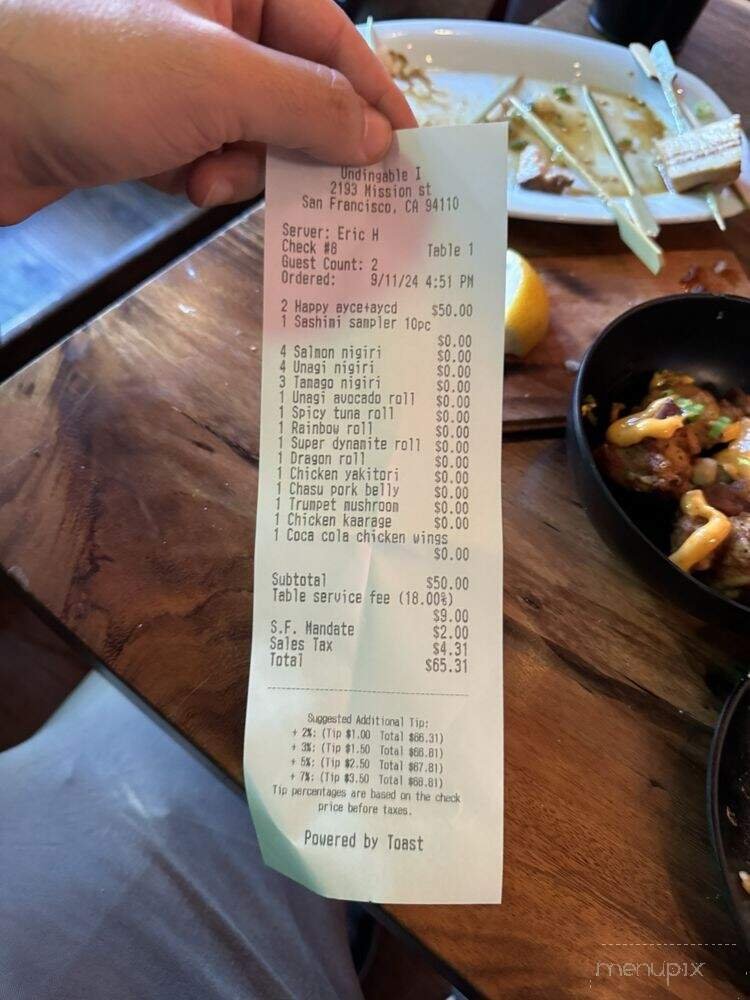 Undingable I
2193 Mission st
San Francisco, CA 94110
Server: Eric H
Check #8 Table 1
Guest Count: 2
Ordered: 9/11/24 4:51 PM
2 Happy ayce+aycd $50.00
1 Sashimi sampler 10pc
$0.00
4 Salmon nigiri $0.00
4 Unagi nigiri $0.00
3 Tamago nigiri $0.00
1 Unagi avocado roll $0.00
1 Spicy tuna roll $0.00
1 Rainbow roll $0.00
1 Super dynamite roll $0.00
1 Dragon roll $0.00
1 Chicken yakitori $0.00
1 Chasu pork belly $0.00
1 Trumpet mushroom $0.00
1 Chicken kaarage $0.00
1 Coca cola chicken wings
$0.00
Subtotal $50.00
Table service fee (18.00%)
$9.00
S.F. Mandate $2.00
Sales Tax $4.31
Total $65.31
Suggested Additional Tip:
+ 2%: (Tip $1.00 Total $66.31)
+ 3%: (Tip $1.50 Total $66.81)
+ 5%: (Tip $2.50 Total $67.81)
+ 7%: (Tip $3.50 Total $68.81)
Tip percentages are based on the check
price before taxes.
Powered by Toast
menupix